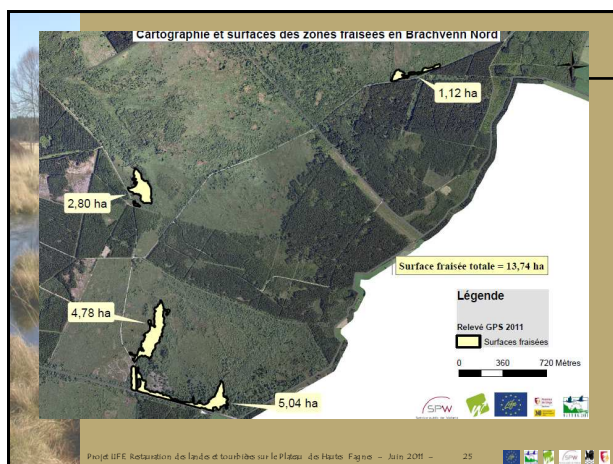 Cartographie et surfaces des zones fraisées en Brachvenn Nord
1,12 ha
2,80 ha
Surface fraisée totale = 13,74 ha
4,78 ha
Légende
Relevé GPS 2011
Surfaces fraisées
0 360 720 Mètres
5,04 ha
SPW
Projet LIFE Restauration des landes et tourbières sur le Plateau des Hautes Fagnes – Juin 2011 – 25
SPW